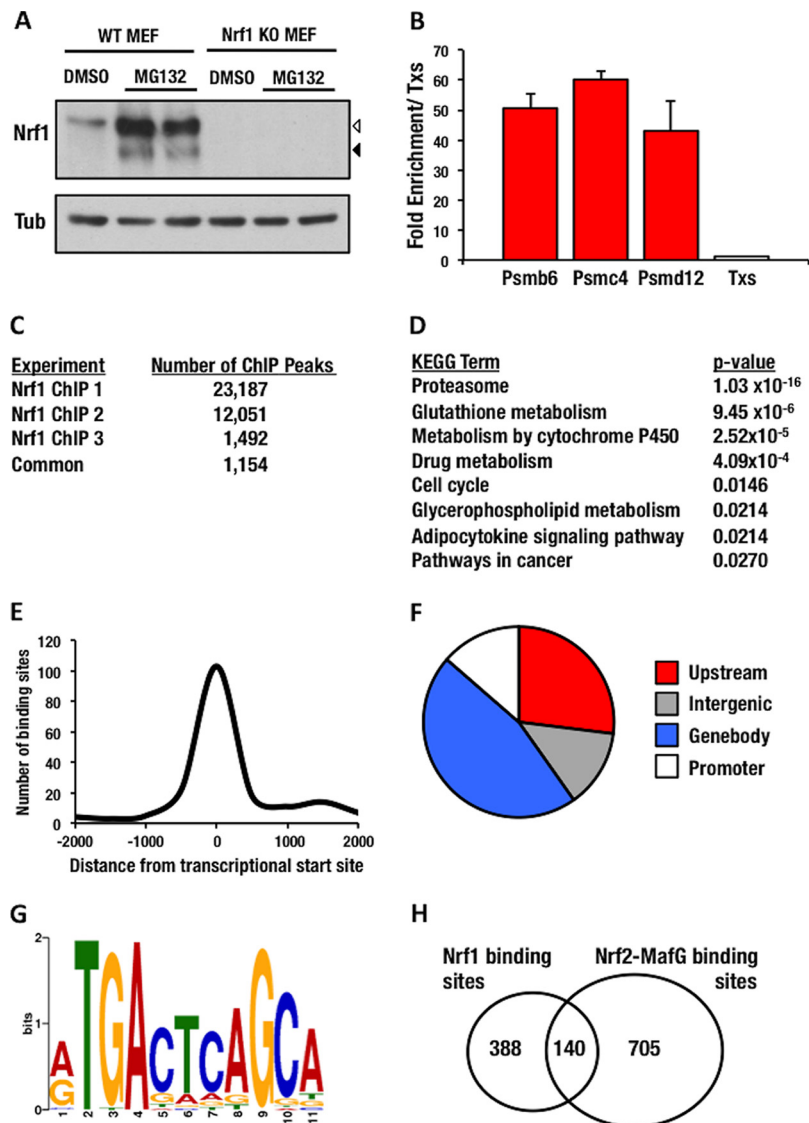 A
WT MEF Nrf1 KO MEF
DMSO MG132 DMSO MG132
Nrf1
Tub
B
Fold Enrichment/ Txs
70
60
50
40
30
20
10
0
Psmb6 Psmc4 Psmd12 Txs
C
Experiment Number of ChIP Peaks
Nrf1 ChIP 1 23,187
Nrf1 ChIP 2 12,051
Nrf1 ChIP 3 1,492
Common 1,154
D
KEGG Term p-value
Proteasome 1.03 x10-16
Glutathione metabolism 9.45 x10-6
Metabolism by cytochrome P450 2.52x10-5
Drug metabolism 4.09x10-4
Cell cycle 0.0146
Glycerophospholipid metabolism 0.0214
Adipocytokine signaling pathway 0.0214
Pathways in cancer 0.0270
E
Number of binding sites
120
100
80
60
40
20
0
-2000 -1000 0 1000 2000
Distance from transcriptional start site
F
Upstream
Intergenic
Genebody
Promoter
G
bits
2
1
0
A T G A C T C A G C A
G
1 2 3 4 5 6 7 8 9 10 11
H
Nrf1 binding sites
Nrf2-MafG binding sites
388 140 705